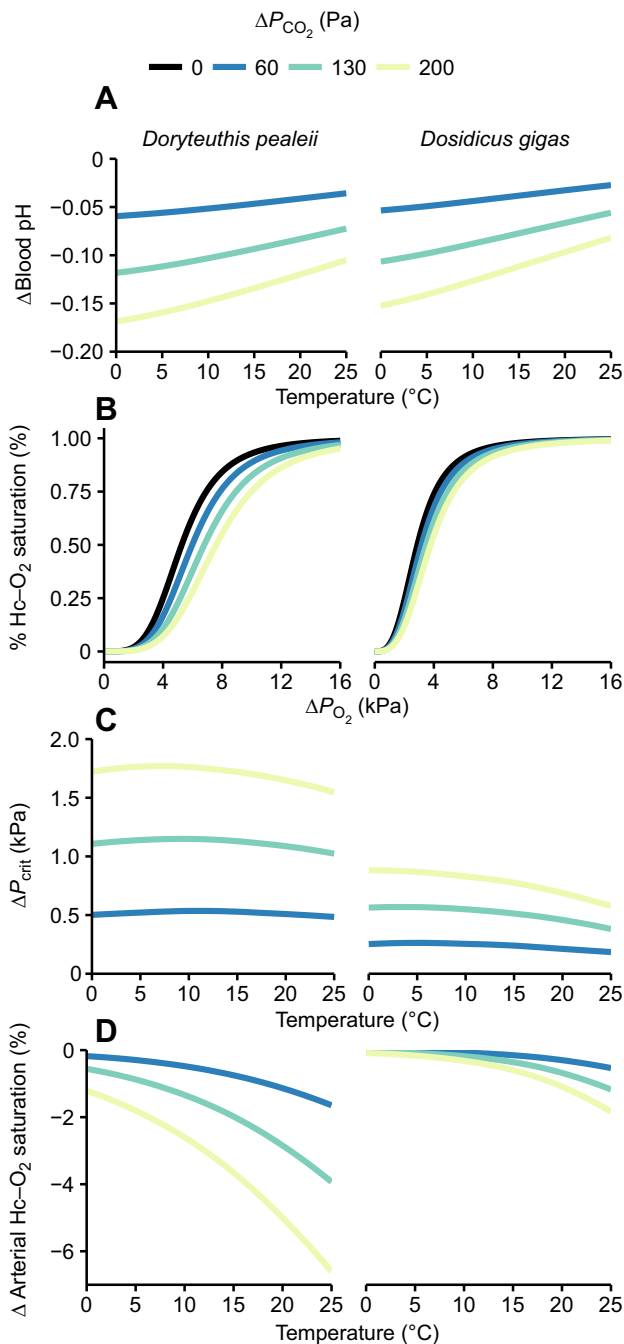 ΔPCO2 (Pa)
0 60 130 200
A
Doryteuthis pealeii Dosidicus gigas
ΔBlood pH
0
−0.05
−0.10
−0.15
−0.20
0 5 10 15 20 25 0 5 10 15 20 25
Temperature (°C)
B
% Hc–O2 saturation (%)
1.00
0.75
0.50
0.25
0
0 4 8 12 16 0 4 8 12 16
ΔPO2 (kPa)
C
ΔPcrit (kPa)
2.0
1.5
1.0
0.5
0
0 5 10 15 20 25 0 5 10 15 20 25
Temperature (°C)
D
Δ Arterial Hc–O2 saturation (%)
0
−2
−4
−6
0 5 10 15 20 25 0 5 10 15 20 25
Temperature (°C)